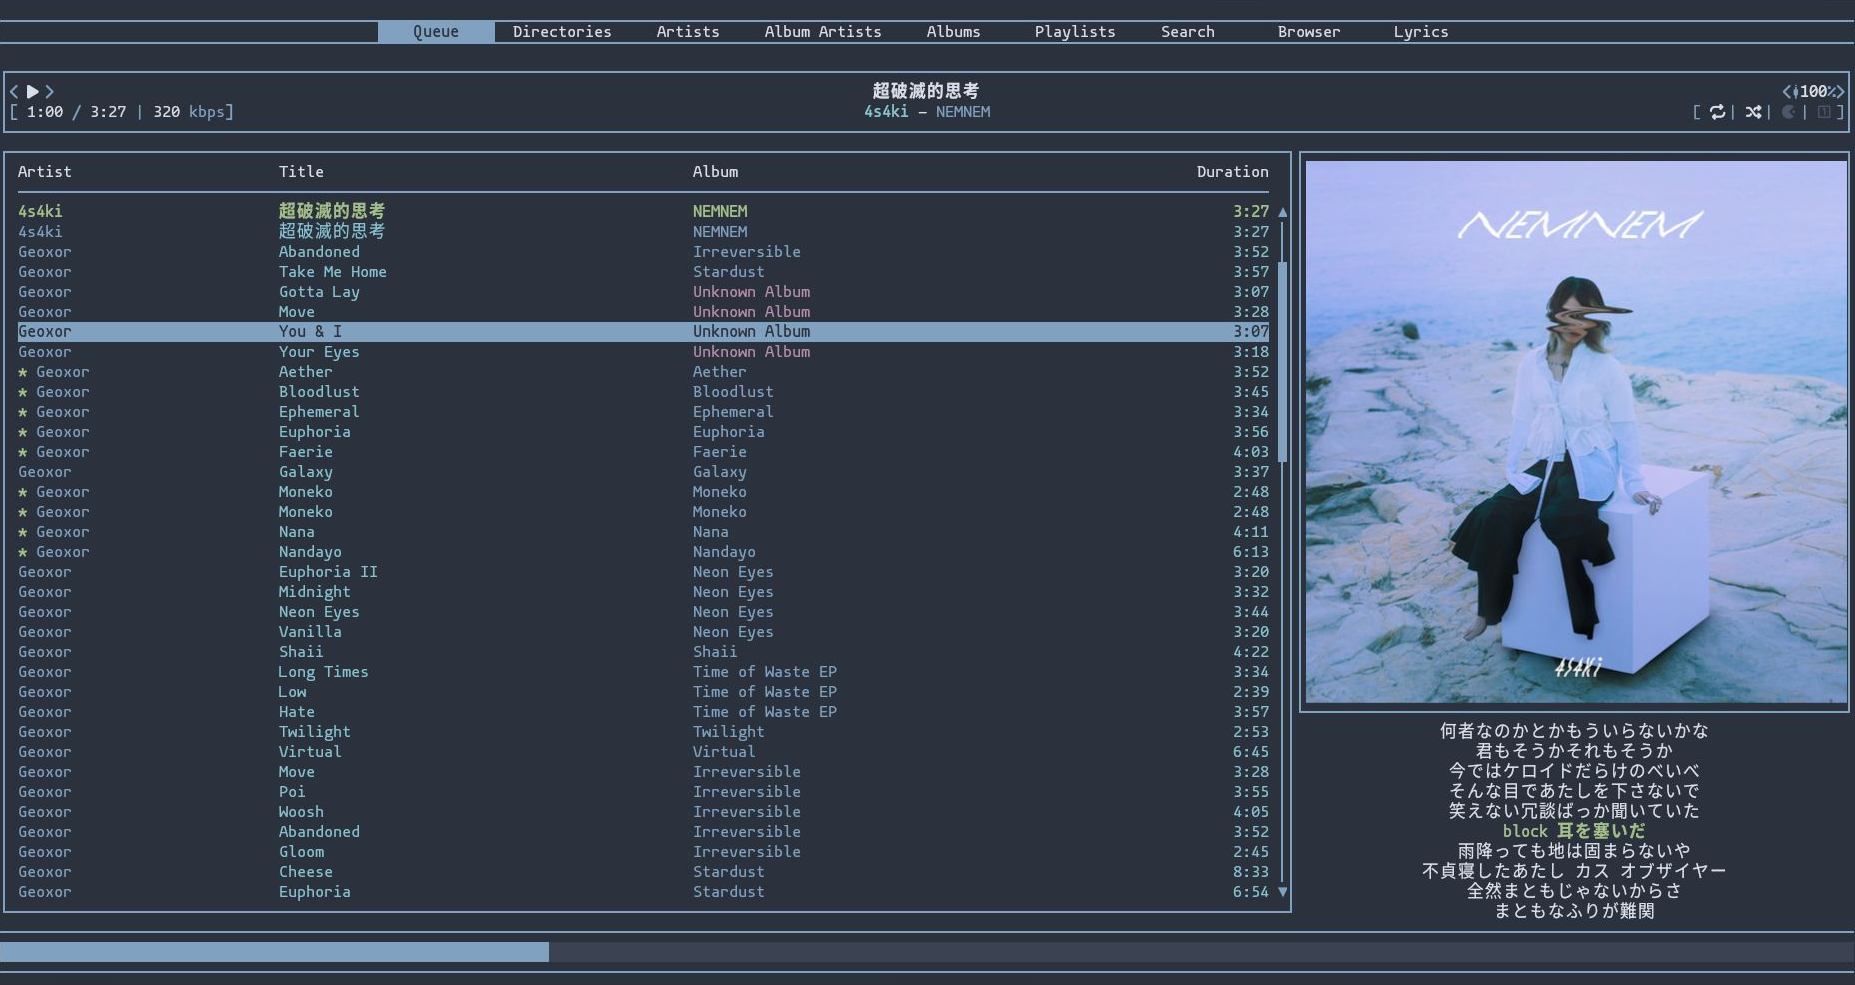 Queue Directories Artists Album Artists Albums Playlists Search Browser Lyrics
超破滅的思考 100%
[ 1:00 / 3:27 | 320 kbps] 4s4ki – NEMNEM
Artist Title Album Duration
4s4ki 超破滅的思考 NEMNEM 3:27
4s4ki 超破滅的思考 NEMNEM 3:27
Geoxor Abandoned Irreversible 3:52
Geoxor Take Me Home Stardust 3:57
Geoxor Gotta Lay Unknown Album 3:07
Geoxor Move Unknown Album 3:28
Geoxor You & I Unknown Album 3:07
Geoxor Your Eyes Unknown Album 3:18
* Geoxor Aether Aether 3:52
* Geoxor Bloodlust Bloodlust 3:45
* Geoxor Ephemeral Ephemeral 3:34
* Geoxor Euphoria Euphoria 3:56
* Geoxor Faerie Faerie 4:03
Geoxor Galaxy Galaxy 3:37
* Geoxor Moneko Moneko 2:48
* Geoxor Moneko Moneko 2:48
* Geoxor Nana Nana 4:11
* Geoxor Nandayo Nandayo 6:13
Geoxor Euphoria II Neon Eyes 3:20
Geoxor Midnight Neon Eyes 3:32
Geoxor Neon Eyes Neon Eyes 3:44
Geoxor Vanilla Neon Eyes 3:20
Geoxor Shaii Shaii 4:22
Geoxor Long Times Time of Waste EP 3:34
Geoxor Low Time of Waste EP 2:39
Geoxor Hate Time of Waste EP 3:57
Geoxor Twilight Twilight 2:53
Geoxor Virtual Virtual 6:45
Geoxor Move Irreversible 3:28
Geoxor Poi Irreversible 3:55
Geoxor Woosh Irreversible 4:05
Geoxor Abandoned Irreversible 3:52
Geoxor Gloom Irreversible 2:45
Geoxor Cheese Stardust 8:33
Geoxor Euphoria Stardust 6:54
NEMNEM
4S4Ki
何者なのかとかもういらないかな
君もそうかそれもそうか
今ではケロイドだらけのべいべ
そんな目であたしを下さないで
笑えない冗談ばっか聞いていた
block 耳を塞いだ
雨降っても地は固まらないや
不貞寝したあたし カス オブザイヤー
全然まともじゃないからさ
まともなふりが難関